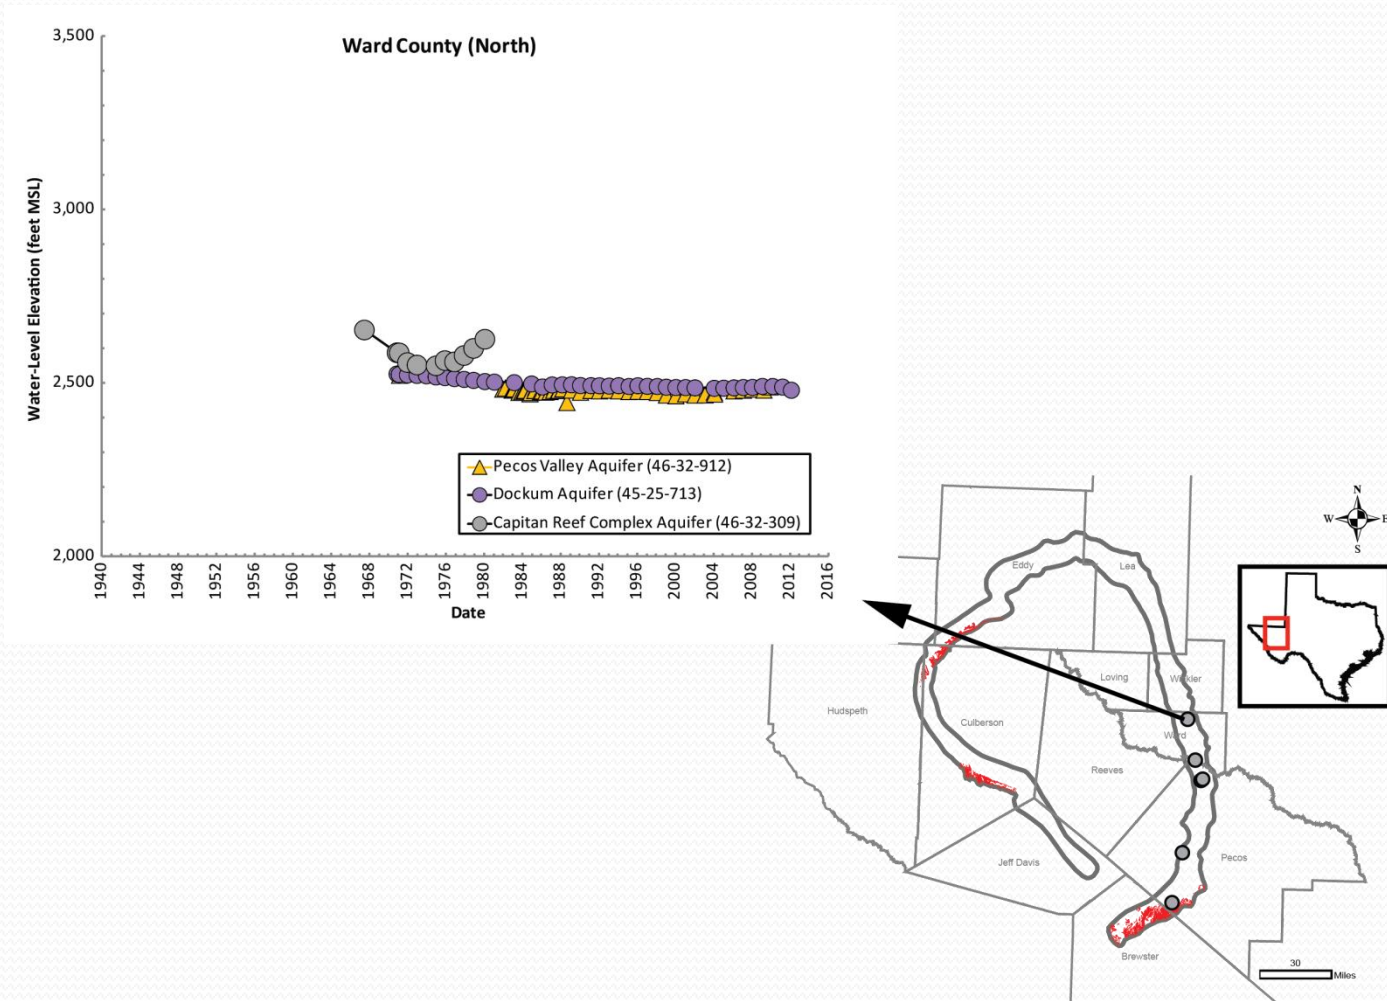 Ward County (North)
Water-Level Elevation (feet MSL)
3,500
3,000
2,500
2,000
1940
1944
1948
1952
1956
1960
1964
1968
1972
1976
1980
1984
1988
1992
1996
2000
2004
2008
2012
2016
Date
Pecos Valley Aquifer (46-32-912)
Dockum Aquifer (45-25-713)
Capitan Reef Complex Aquifer (46-32-309)
N
W
E
S
Eddy
Lea
Loving
Winkler
Hudspeth
Culberson
Ward
Reeves
Jeff Davis
Pecos
Brewster
30
Miles